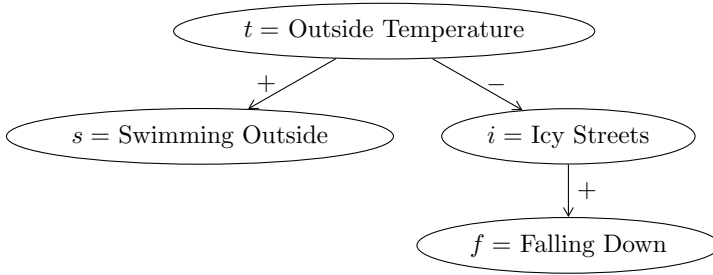 t = Outside Temperature
+
−
s = Swimming Outside
i = Icy Streets
+
f = Falling Down